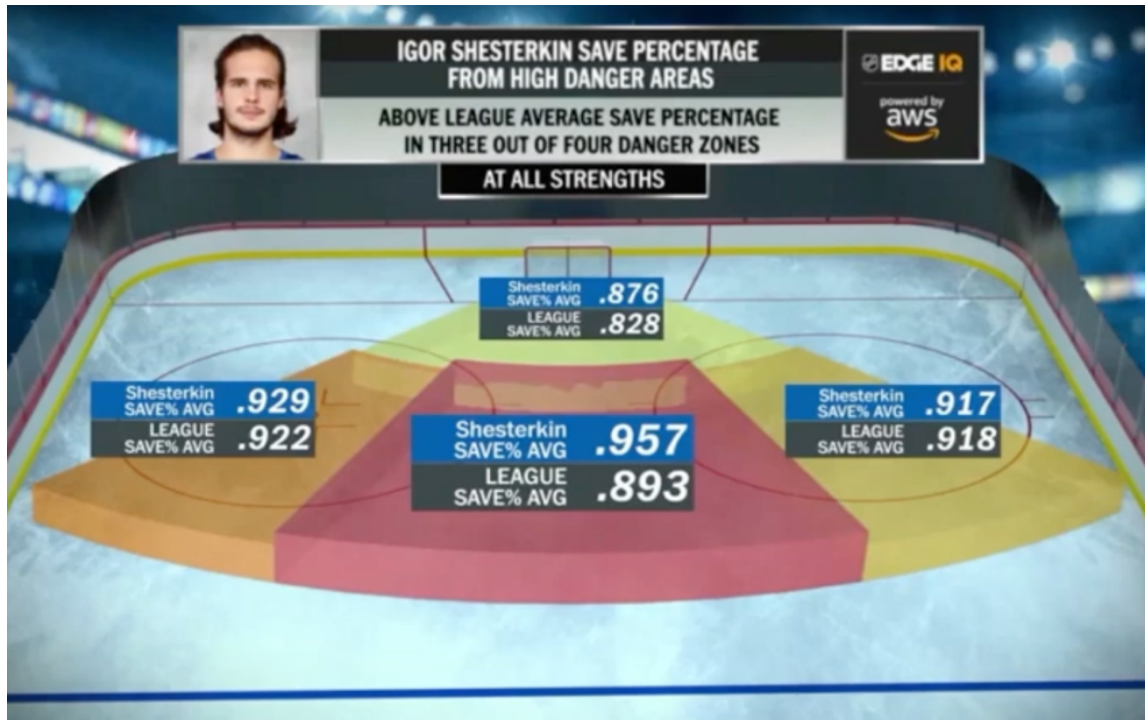 IGOR SHESTERKIN SAVE PERCENTAGE
FROM HIGH DANGER AREAS
ABOVE LEAGUE AVERAGE SAVE PERCENTAGE
IN THREE OUT OF FOUR DANGER ZONES
EDGE IQ
powered by
aws
AT ALL STRENGTHS
Shesterkin
SAVE% AVG .876
LEAGUE
SAVE% AVG .828
Shesterkin
SAVE% AVG .929
LEAGUE
SAVE% AVG .922
Shesterkin
SAVE% AVG .957
LEAGUE
SAVE% AVG .893
Shesterkin
SAVE% AVG .917
LEAGUE
SAVE% AVG .918